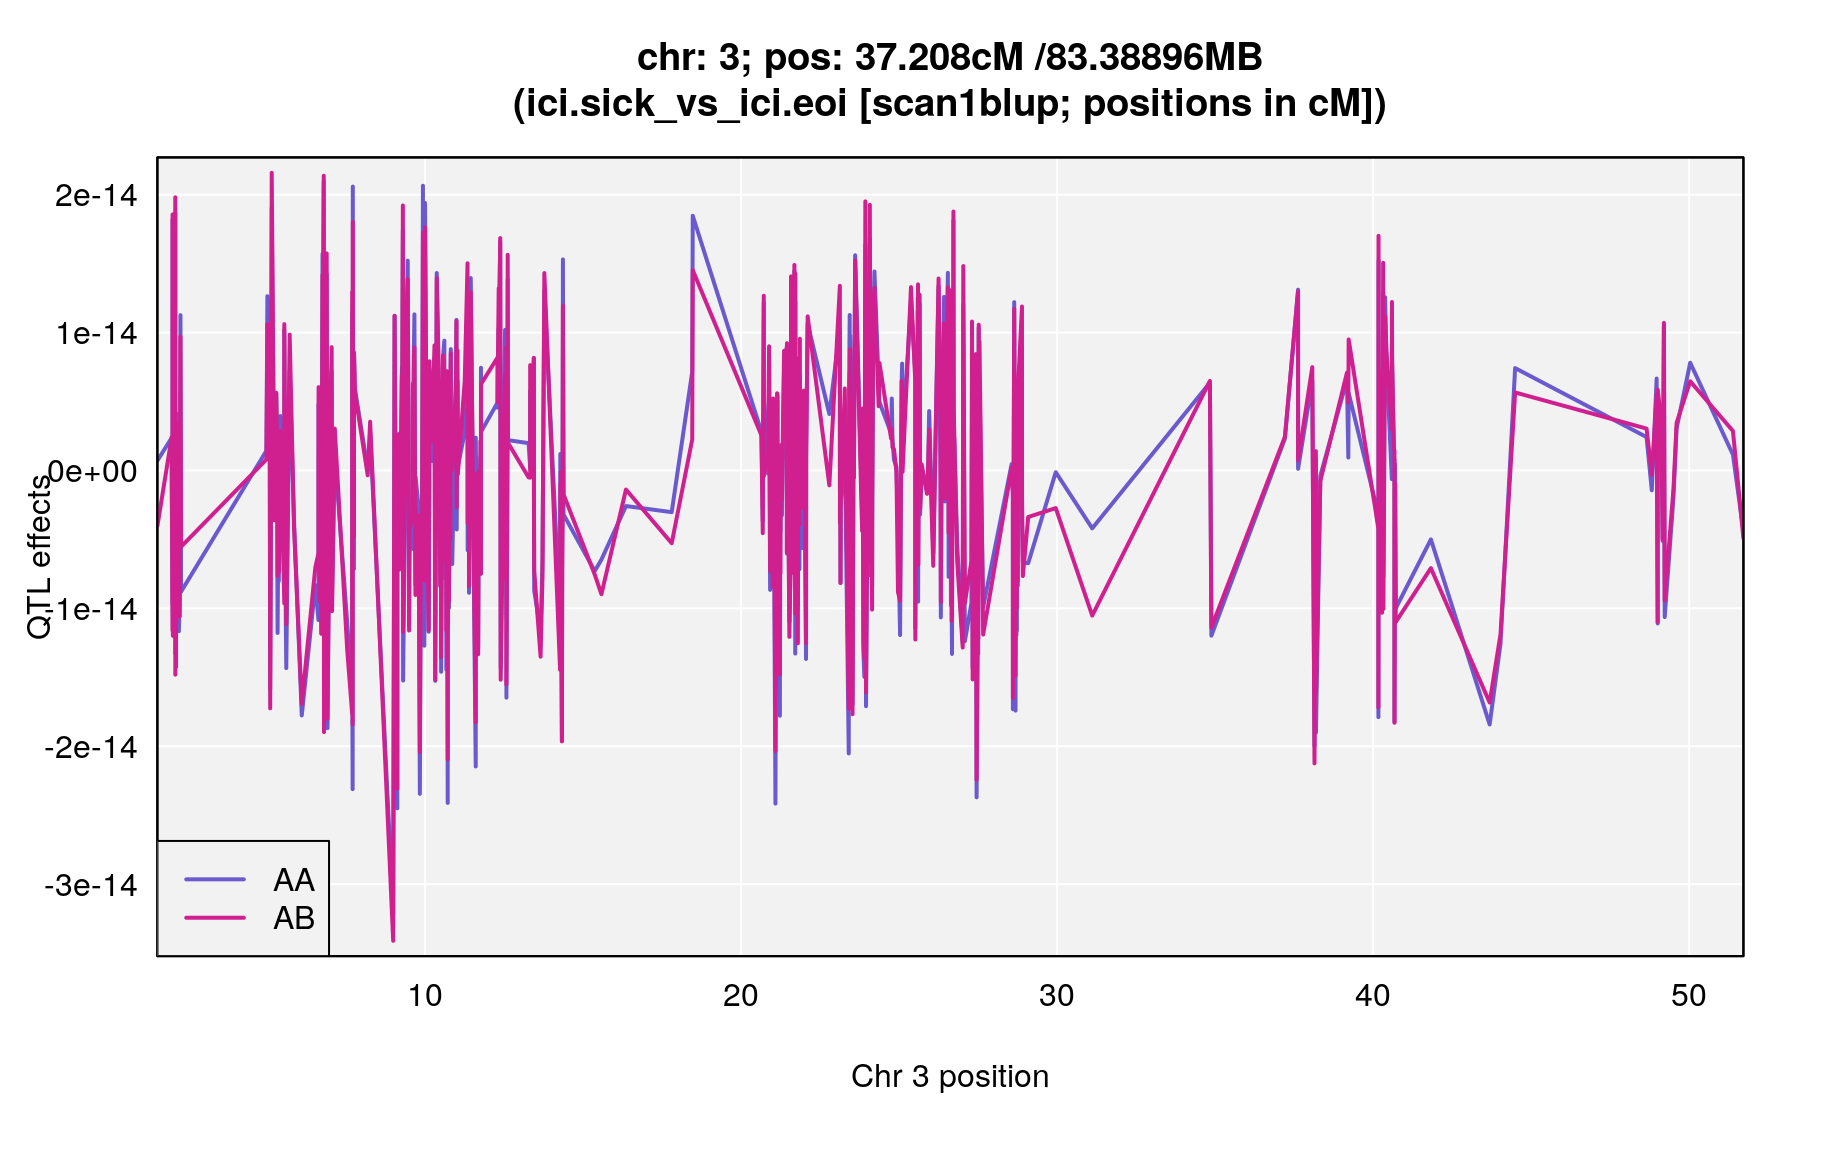 chr: 3; pos: 37.208cM /83.38896MB
(ici.sick_vs_ici.eoi [scan1blup; positions in cM])
QTL effects
2e-14
1e-14
0e+00
-1e-14
-2e-14
-3e-14
AA
AB
10
20
30
40
50
Chr 3 position